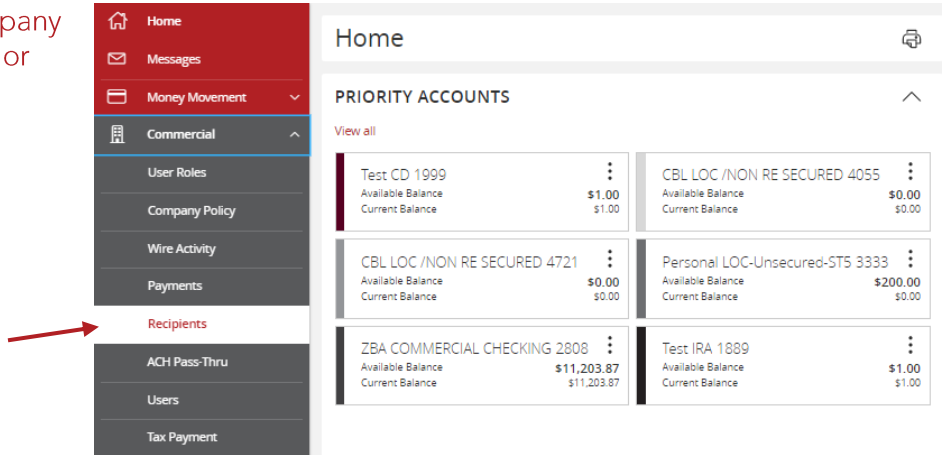 or
Home
Messages
Money Movement
Commercial
User Roles
Company Policy
Wire Activity
Payments
Recipients
ACH Pass-Thru
Users
Tax Payment
Home
PRIORITY ACCOUNTS
View all
Test CD 1999
Available Balance $1.00
Current Balance $1.00
CBL LOC /NON RE SECURED 4055
Available Balance $0.00
Current Balance $0.00
CBL LOC /NON RE SECURED 4721
Available Balance $0.00
Current Balance $0.00
Personal LOC-Unsecured-ST5 3333
Available Balance $200.00
Current Balance $0.00
ZBA COMMERCIAL CHECKING 2808
Available Balance $11,203.87
Current Balance $11,203.87
Test IRA 1889
Available Balance $1.00
Current Balance $1.00